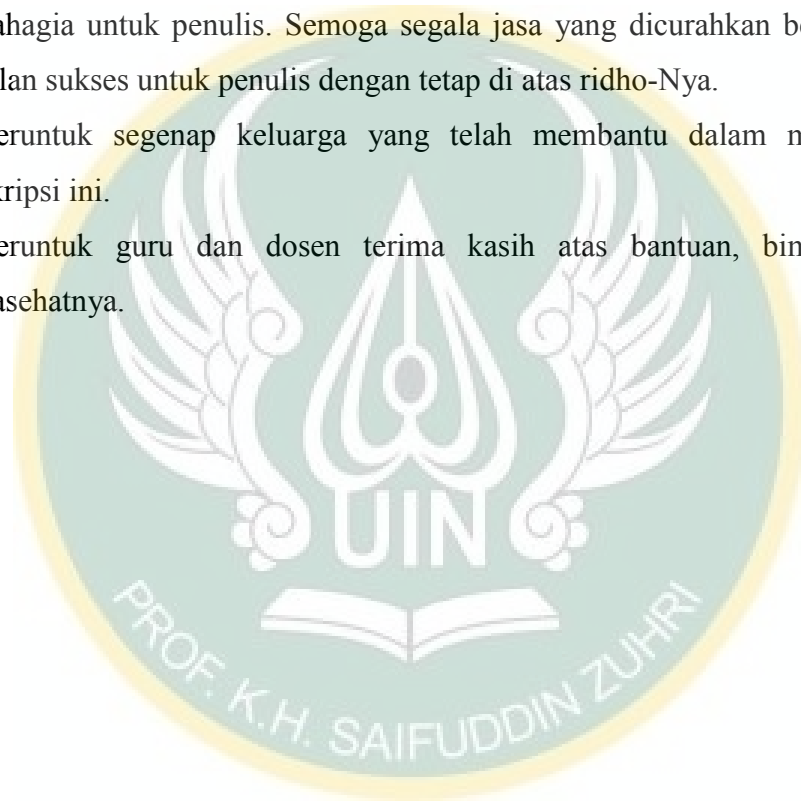 ahagia untuk penulis. Semoga segala jasa yang dicurahkan be
lan sukses untuk penulis dengan tetap di atas ridho-Nya.
eruntuk segenap keluarga yang telah membantu dalam m
kripsi ini.
eruntuk guru dan dosen terima kasih atas bantuan, bin
asehatnya.
UIN
PROF. K.H. SAIFUDDIN ZUHRI